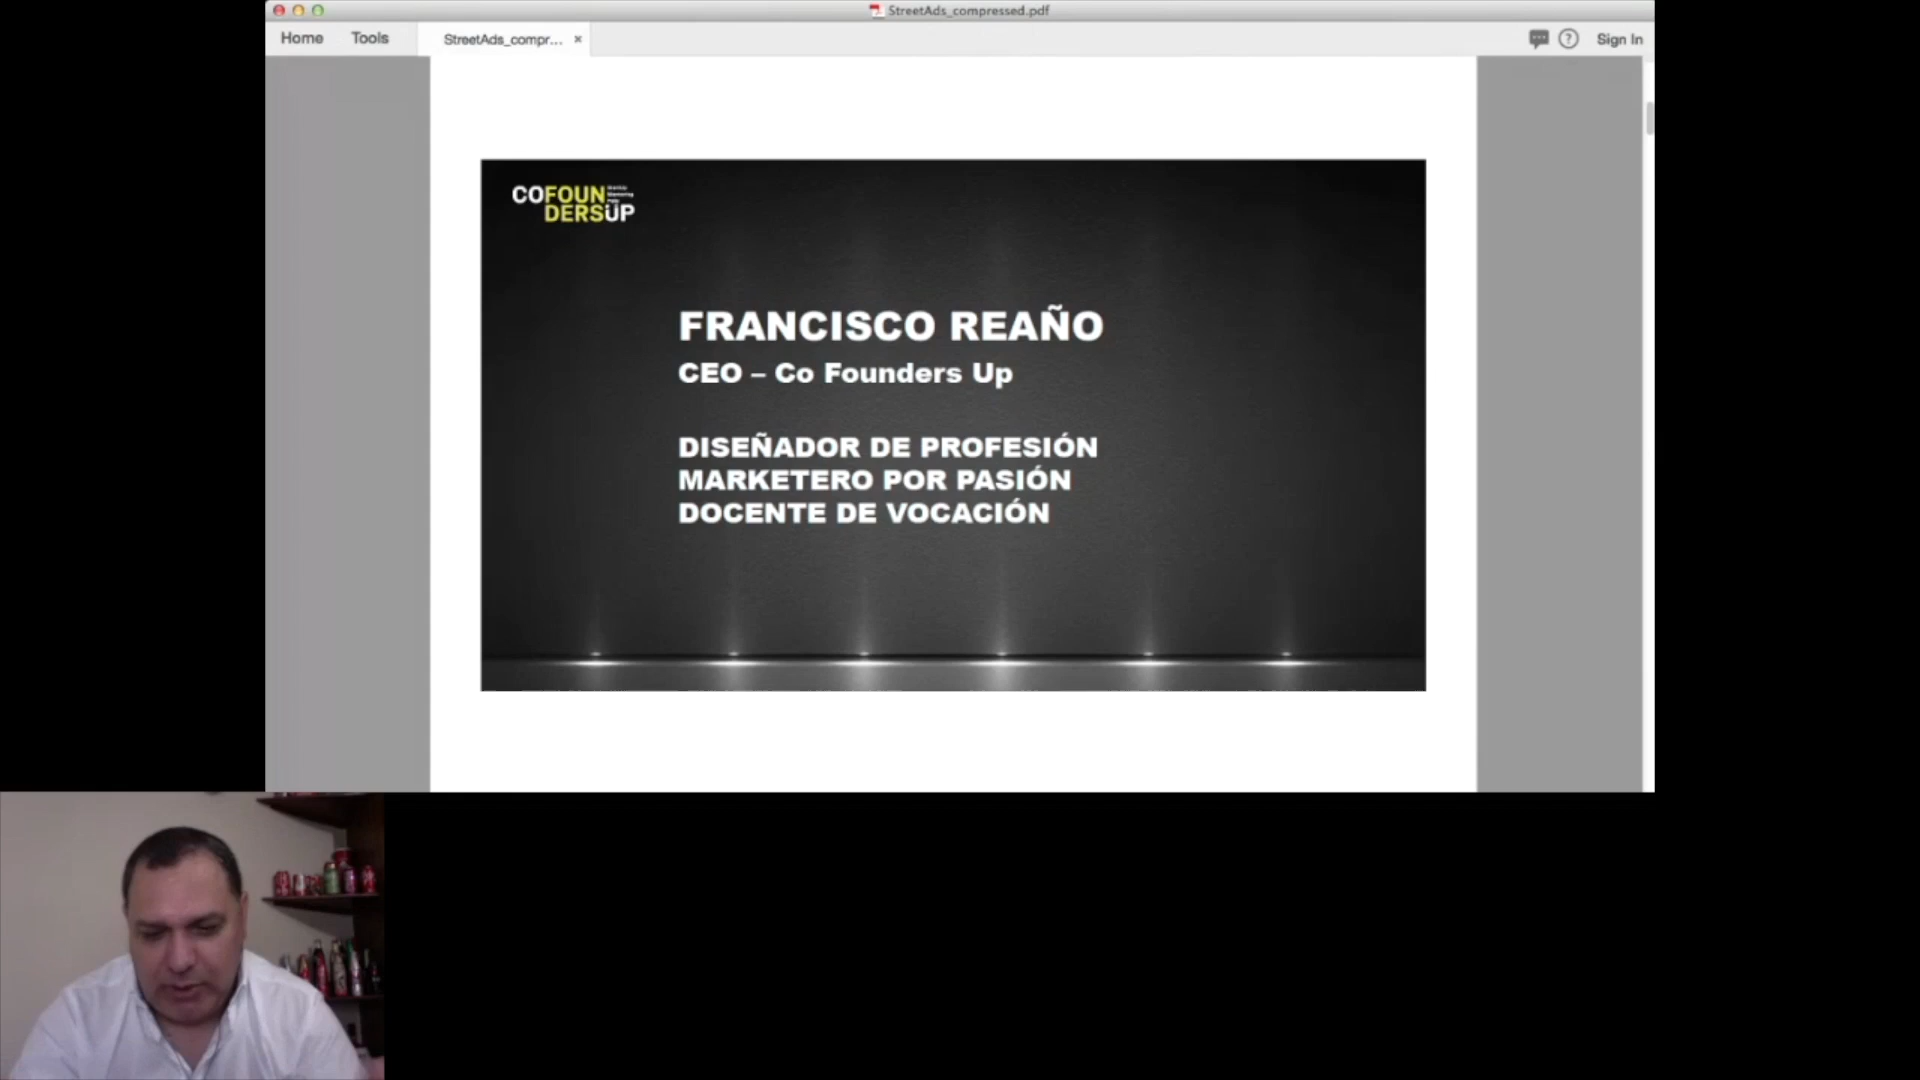 StreetAds_compressed.pdf
Home
Tools
StreetAds_compr... ×
?
Sign In
COFOUN
DERSUP
FRANCISCO REAÑO
CEO – Co Founders Up
DISEÑADOR DE PROFESIÓN
MARKETERO POR PASIÓN
DOCENTE DE VOCACIÓN